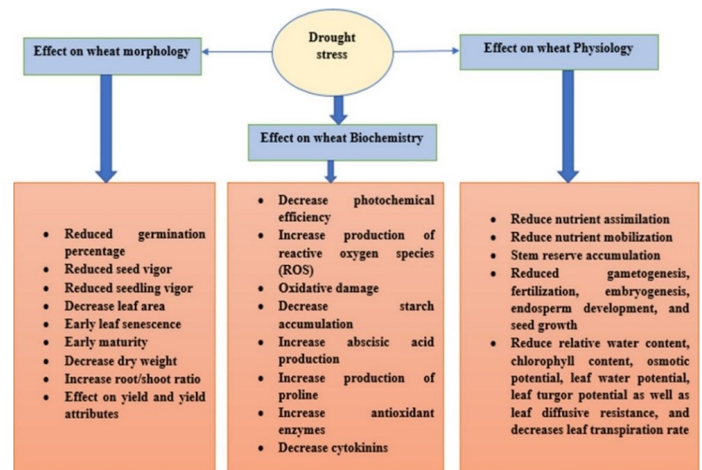 Drought
stress
Effect on wheat morphology
Effect on wheat Physiology
Effect on wheat Biochemistry
• Reduced germination
percentage
• Reduced seed vigor
• Reduced seedling vigor
• Decrease leaf area
• Early leaf senescence
• Early maturity
• Decrease dry weight
• Increase root/shoot ratio
• Effect on yield and yield
attributes
• Decrease photochemical
efficiency
• Increase production of
reactive oxygen species
(ROS)
• Oxidative damage
• Decrease starch
accumulation
• Increase abscisic acid
production
• Increase production of
proline
• Increase antioxidant
enzymes
• Decrease cytokinins
• Reduce nutrient assimilation
• Reduce nutrient mobilization
• Stem reserve accumulation
• Reduced gametogenesis,
fertilization, embryogenesis,
endosperm development, and
seed growth
• Reduce relative water content,
chlorophyll content, osmotic
potential, leaf water potential,
leaf turgor potential as well as
leaf diffusive resistance, and
decreases leaf transpiration rate